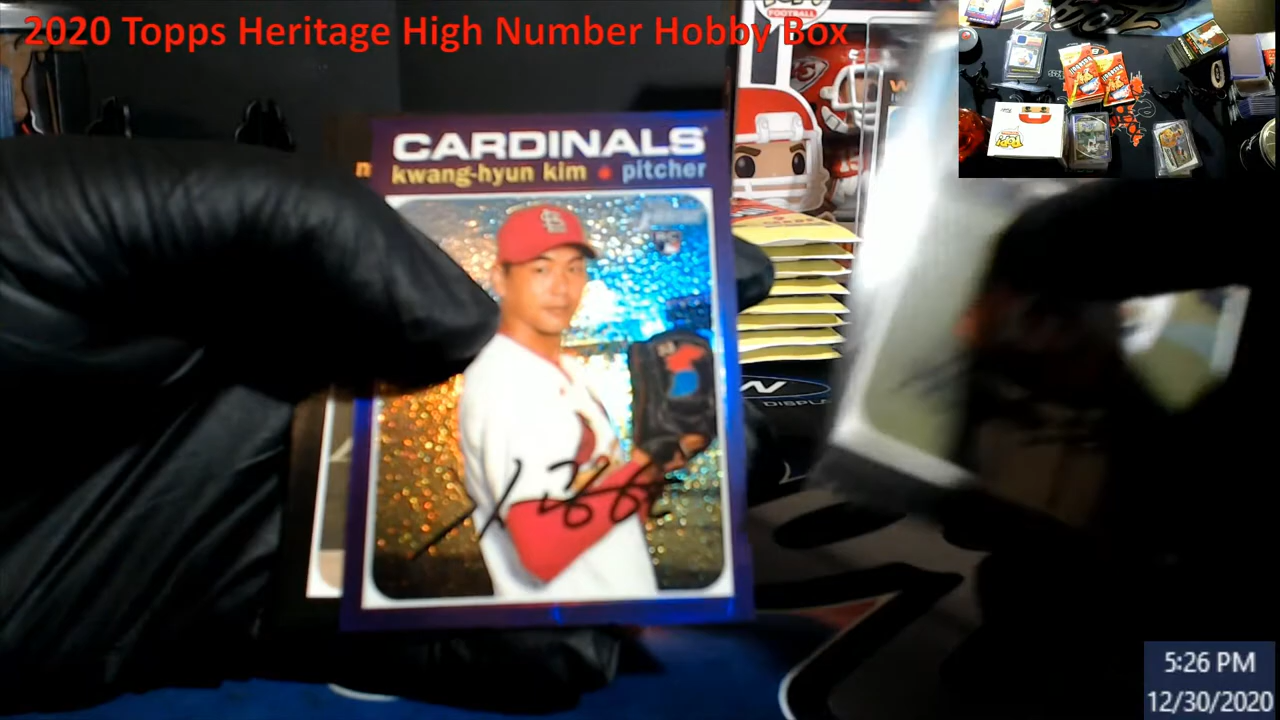 2020 Topps Heritage High Number Hobby Box
FOOTBALL
CARDINALS
kwang-hyun kim • pitcher
DISPL
5:26 PM
12/30/2020